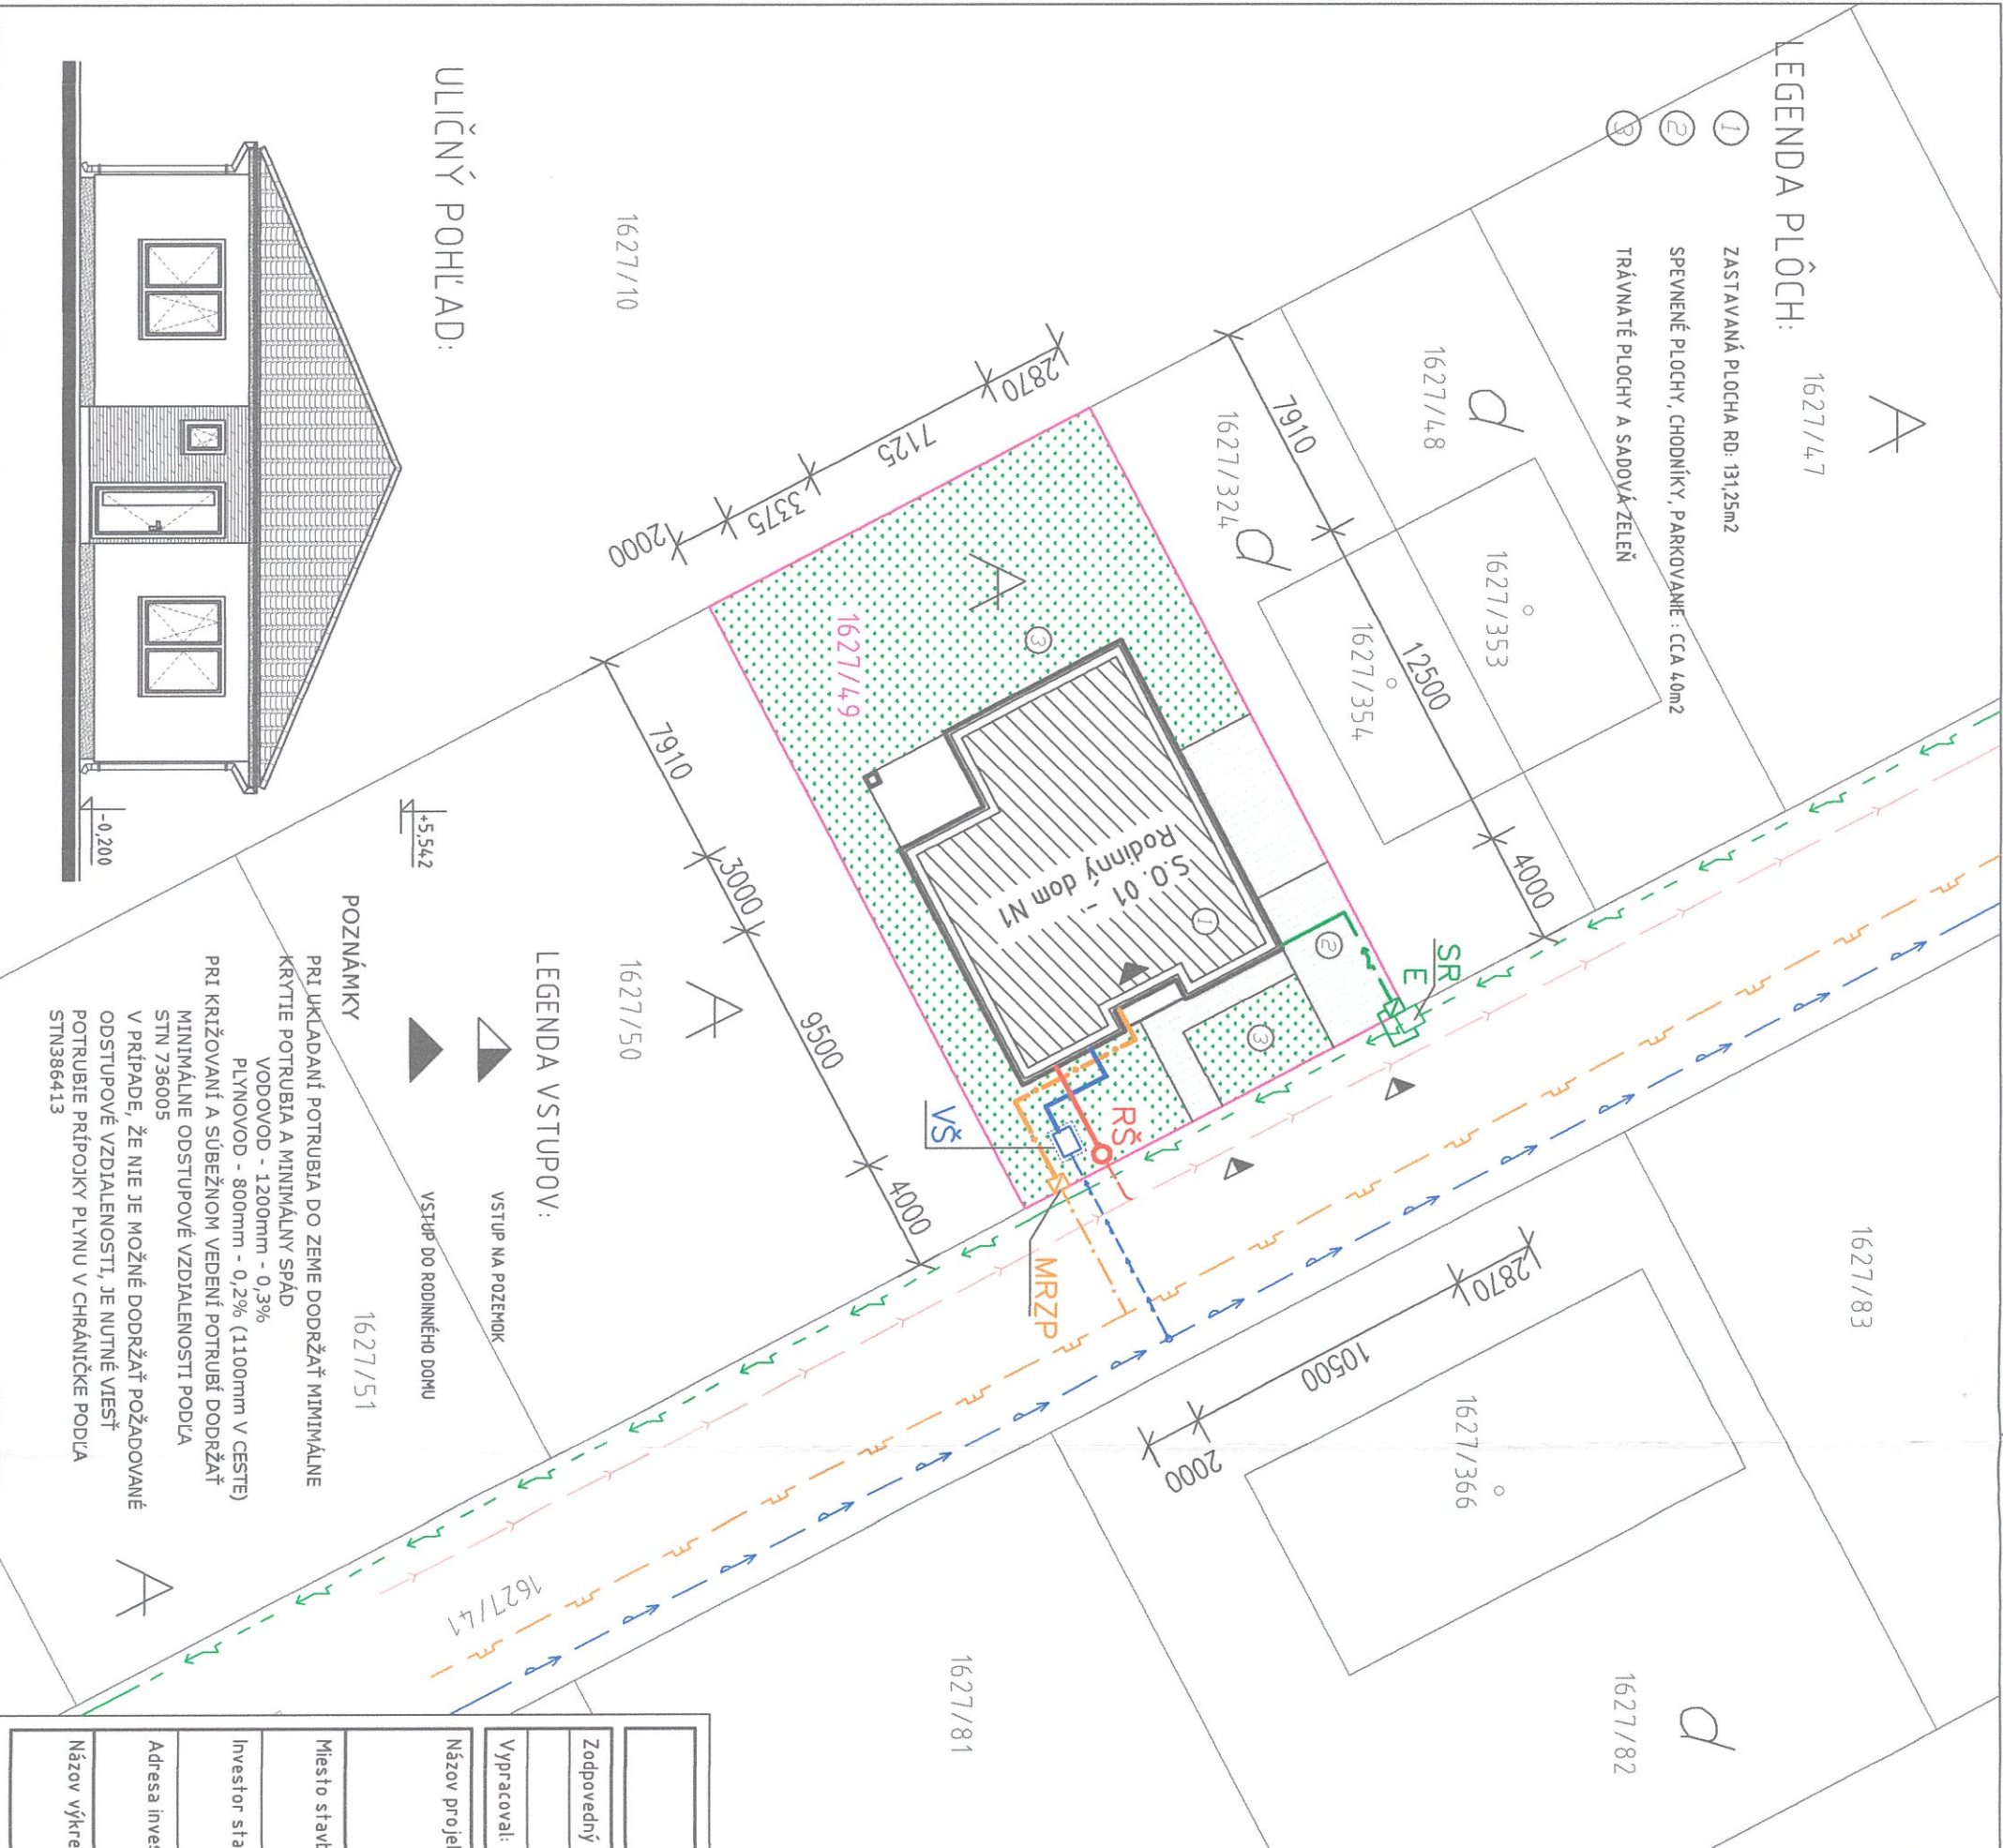 LEGENDA PLÔCH:
1 ZASTAVANÁ PLOCHA RD: 131,25m2
2 SPEVNENÉ PLOCHY, CHODNÍKY, PARKOVANIE : CCA 40m2
3 TRÁVNATÉ PLOCHY A SADOVÁ ZELEŇ
1627/47
1627/48
1627/353
1627/324
1627/354
7910
12500
4000
2870
7125
3375
2000
1627/10
1627/49
3
S.O. 01 -
Rodinný dom N1
1
2
3
SR
E
RŠ
VŠ
MRZP
7910
3000
9500
4000
1627/50
1627/83
2870
10500
2000
1627/366
1627/82
1627/81
1627/41
1627/51
ULIČNÝ POHĽAD:
+5,542
-0,200
LEGENDA VSTUPOV:
VSTUP NA POZEMOK
VSTUP DO RODINNÉHO DOMU
POZNÁMKY
PRI UKLADANÍ POTRUBIA DO ZEME DODRŽAŤ MIMIMÁLNE
KRYTIE POTRUBIA A MINIMÁLNY SPÁD
VODOVOD - 1200mm - 0,3%
PLYNOVOD - 800mm - 0,2% (1100mm V CESTE)
PRI KRIŽOVANÍ A SÚBEŽNOM VEDENÍ POTRUBÍ DODRŽAŤ
MINIMÁLNE ODSTUPOVÉ VZDIALENOSTI PODĽA
STN 736005
V PRÍPADE, ŽE NIE JE MOŽNÉ DODRŽAŤ POŽADOVANÉ
ODSTUPOVÉ VZDIALENOSTI, JE NUTNÉ VIESŤ
POTRUBIE PRÍPOJKY PLYNU V CHRÁNIČKE PODĽA
STN386413
Zodpovedný
Vypracoval:
Názov projek
Miesto stavb
Investor sta
Adresa inves
Názov výkre